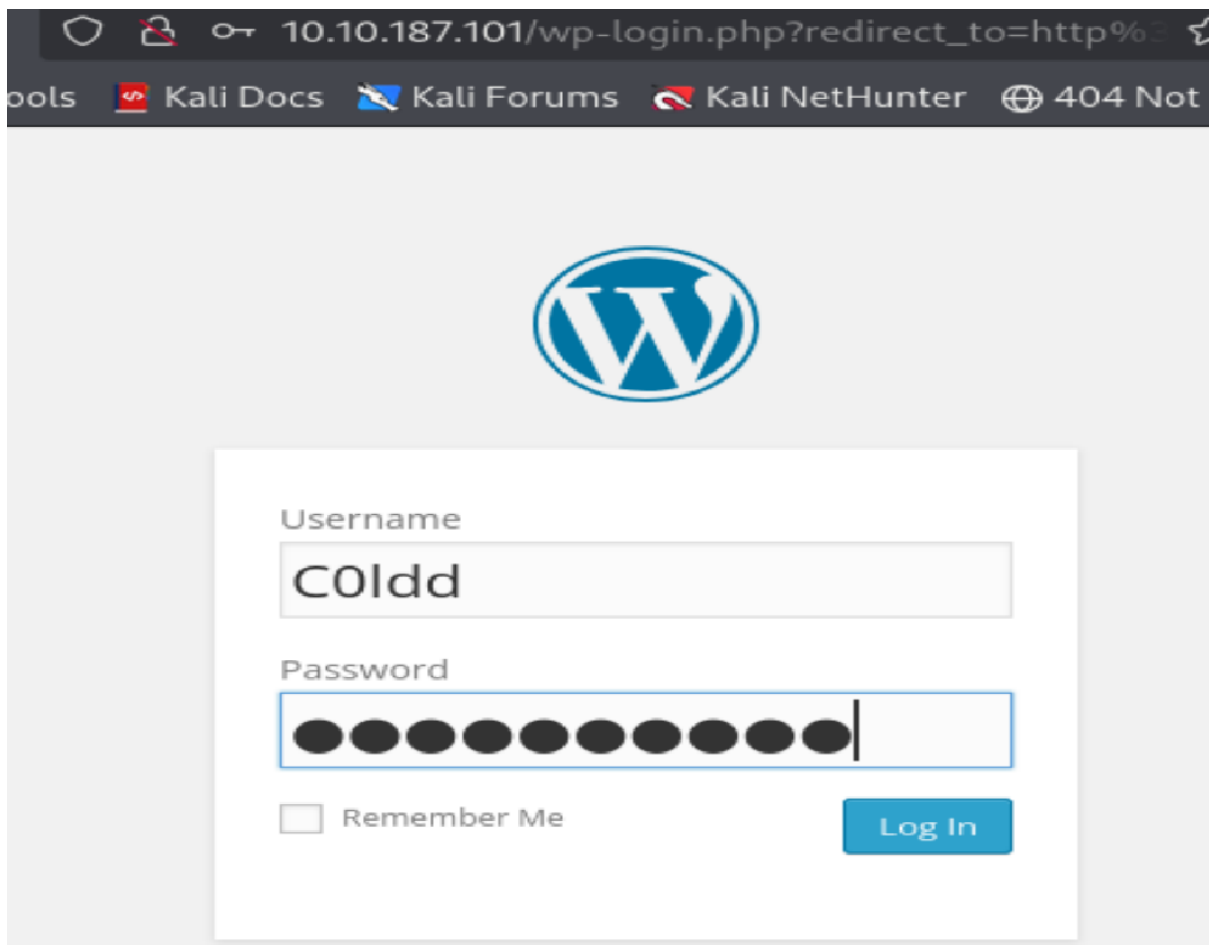 10.10.187.101/wp-login.php?redirect_to=http%3
ools Kali Docs Kali Forums Kali NetHunter 404 Not
Username
C0ldd
Password
Remember Me
Log In